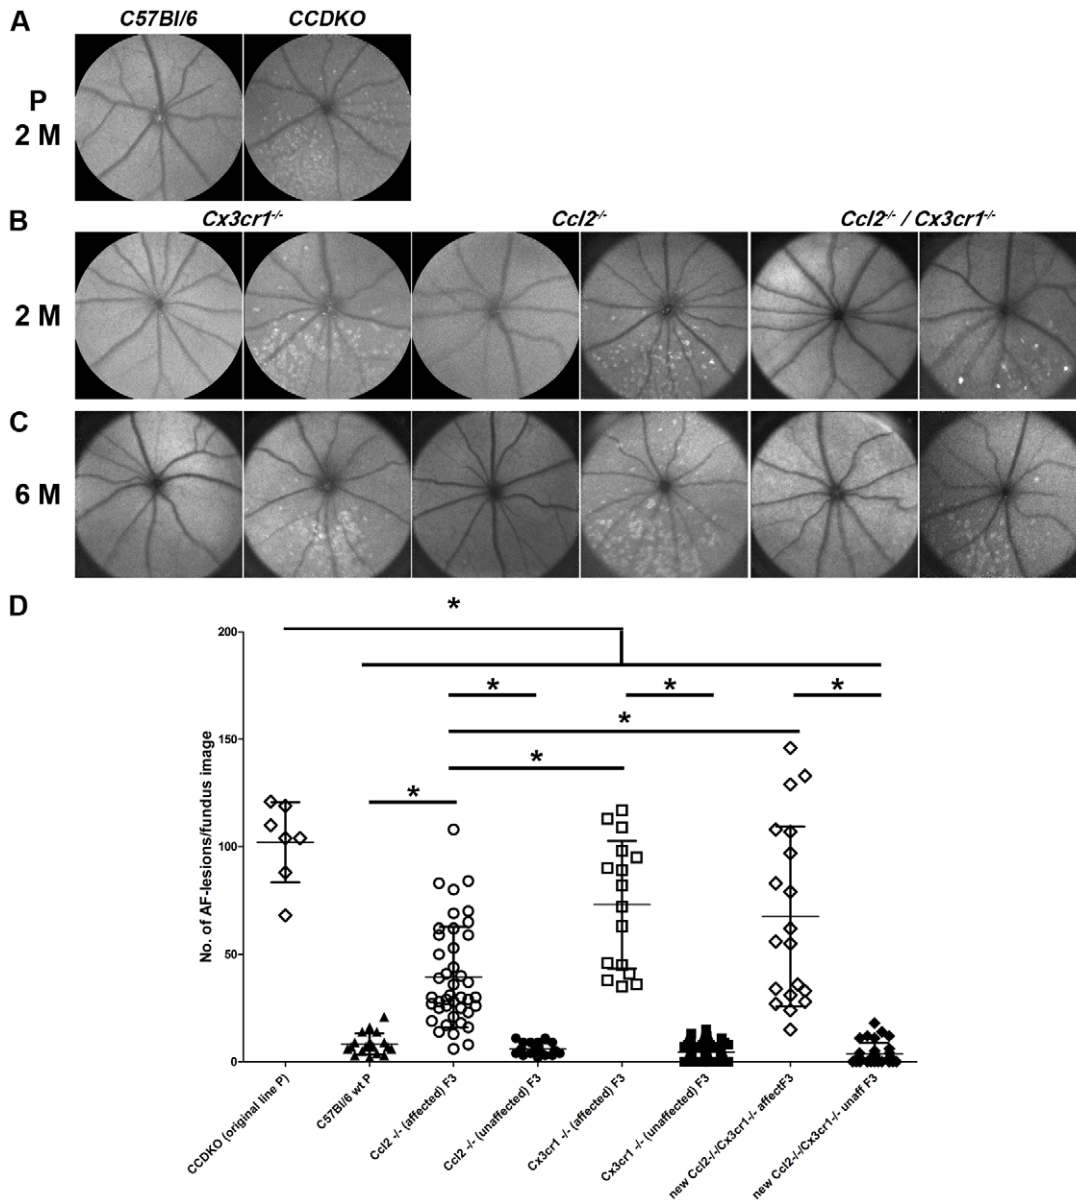 A
C57Bl/6 CCDKO
P
2 M
B
Cx3cr1-/- Ccl2-/- Ccl2-/- / Cx3cr1-/-
2 M
C
6 M
D
*
* * *
*
*
*
200
150
100
50
0
No. of AF-lesions/fundus image
CCDKO (original line P)
C57Bl/6 wt P
Ccl2 -/- (affected) F3
Ccl2 -/- (unaffected) F3
Cx3cr1 -/- (affected) F3
Cx3cr1 -/- (unaffected) F3
new Ccl2-/-/Cx3cr1-/- affectF3
new Ccl2-/-/Cx3cr1-/- unaff F3